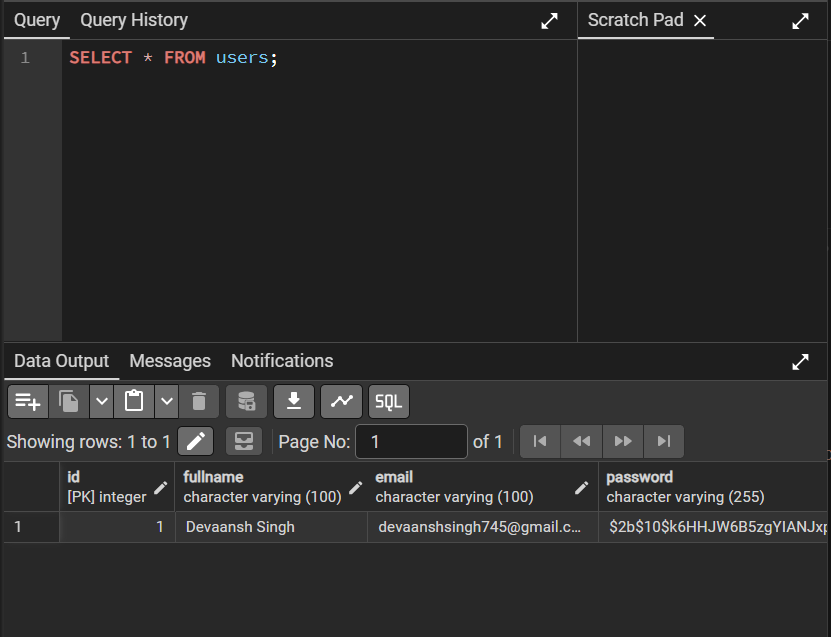 Query Query History
Scratch Pad
1 SELECT * FROM users;
Data Output Messages Notifications
SQL
Showing rows: 1 to 1 Page No: 1 of 1
id fullname email password
[PK] integer character varying (100) character varying (100) character varying (255)
1 1 Devaansh Singh devaanshsingh745@gmail.c... $2b$10$k6HHJW6B5zgYIANJxp